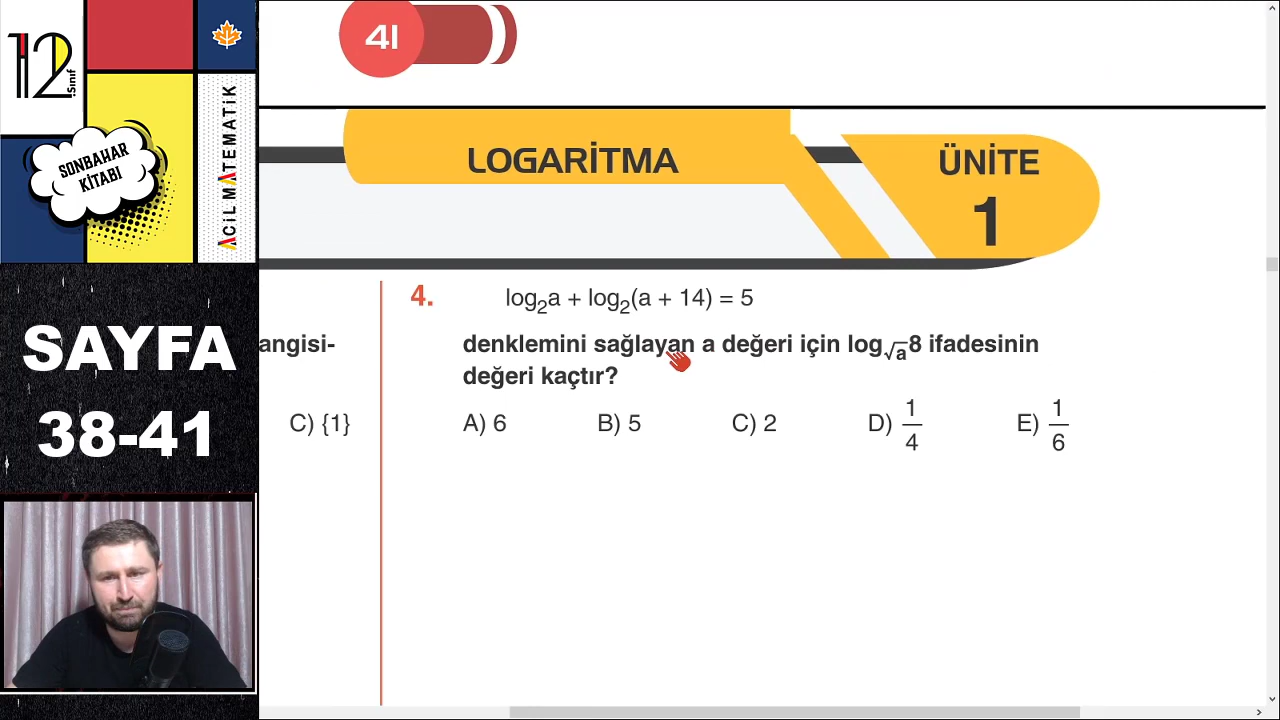 41
12
.Sınıf
SONBAHAR
KİTABI
ACİLMATEMATİK
SAYFA
38-41
LOGARİTMA
ÜNİTE
1
angisi-
C) {1}
4. log₂a + log₂(a + 14) = 5
denklemini sağlayan a değeri için log√a8 ifadesinin
değeri kaçtır?
A) 6 B) 5 C) 2 D) 1/4 E) 1/6